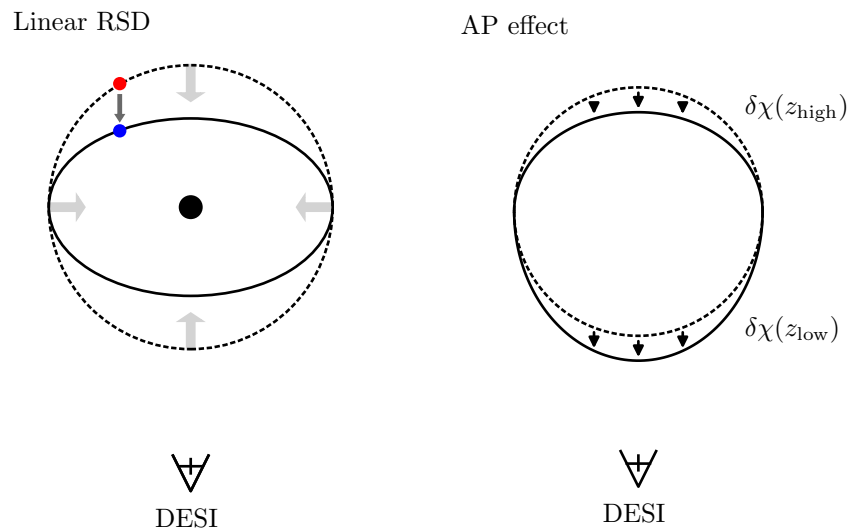 Linear RSD
AP effect
δχ(z_high)
δχ(z_low)
DESI
DESI